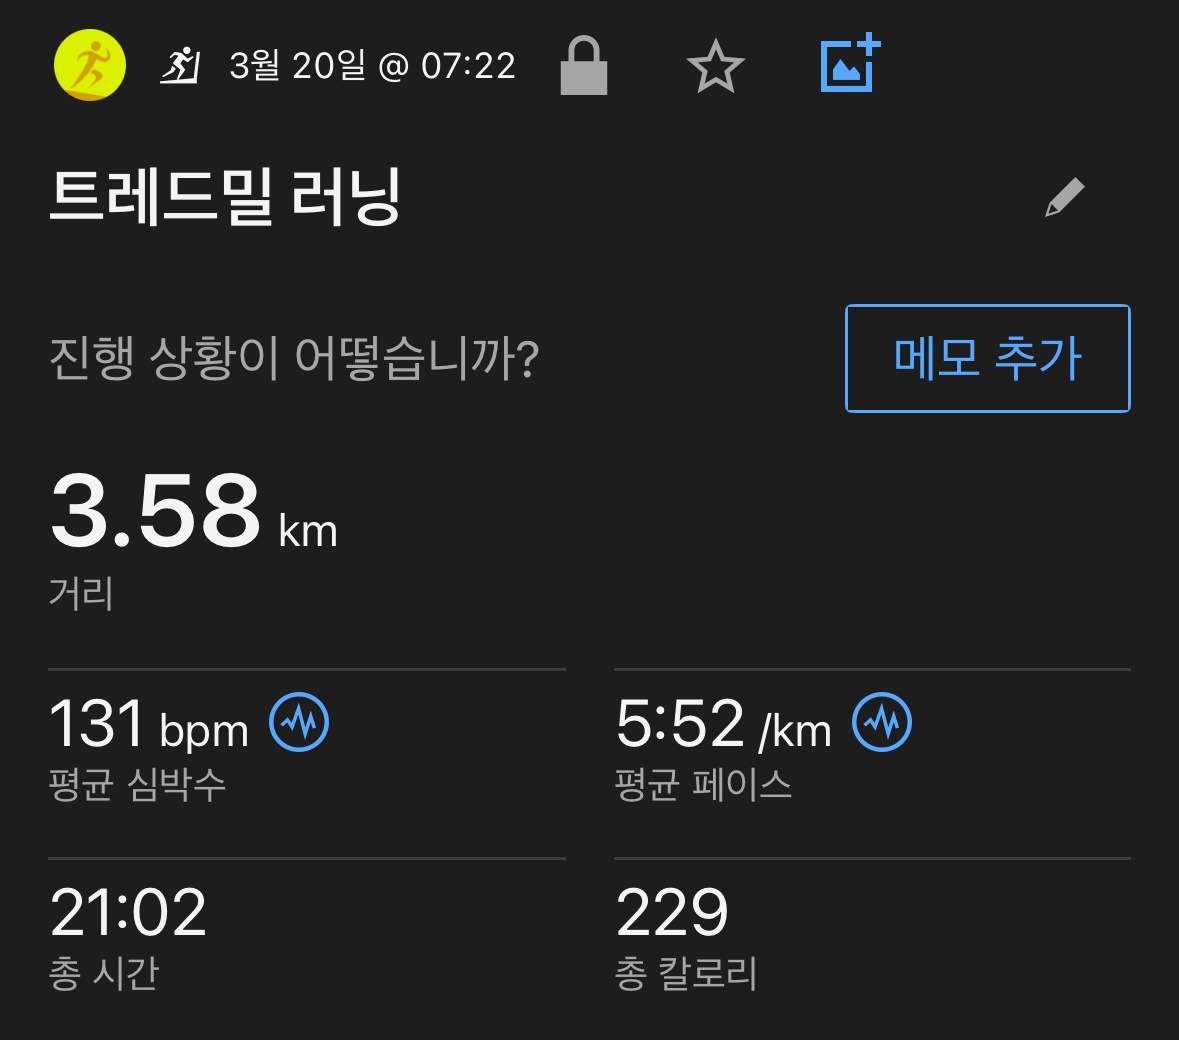 3월 20일 @ 07:22
트레드밀 러닝
진행 상황이 어떻습니까?
메모 추가
3.58 km
거리
131 bpm
평균 심박수
5:52 /km
평균 페이스
21:02
총 시간
229
총 칼로리